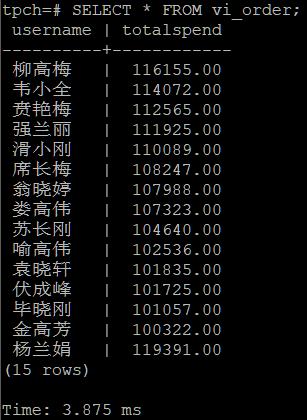 tpch=# SELECT * FROM vi_order;
username | totalspend
----------+------------
柳高梅 | 116155.00
韦小全 | 114072.00
贲艳梅 | 112565.00
强兰丽 | 111925.00
滑小刚 | 110089.00
席长梅 | 108247.00
翁晓婷 | 107988.00
娄高伟 | 107323.00
苏长刚 | 104640.00
喻高伟 | 102536.00
袁晓轩 | 101835.00
伏成峰 | 101725.00
毕晓刚 | 101057.00
金高芳 | 100322.00
杨兰娟 | 119391.00
(15 rows)
Time: 3.875 ms